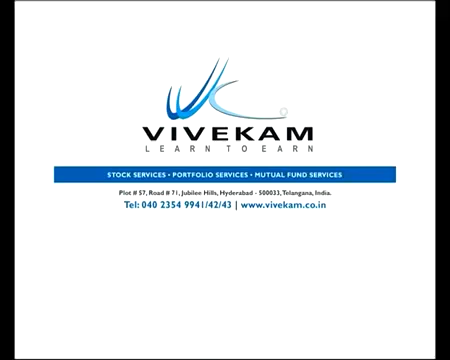 VIVEKAM
LEARN TO EARN
STOCK SERVICES • PORTFOLIO SERVICES • MUTUAL FUND SERVICES
Plot # 57, Road # 71, Jubilee Hills, Hyderabad - 500033, Telangana, India.
Tel: 040 2354 9941/42/43 | www.vivekam.co.in